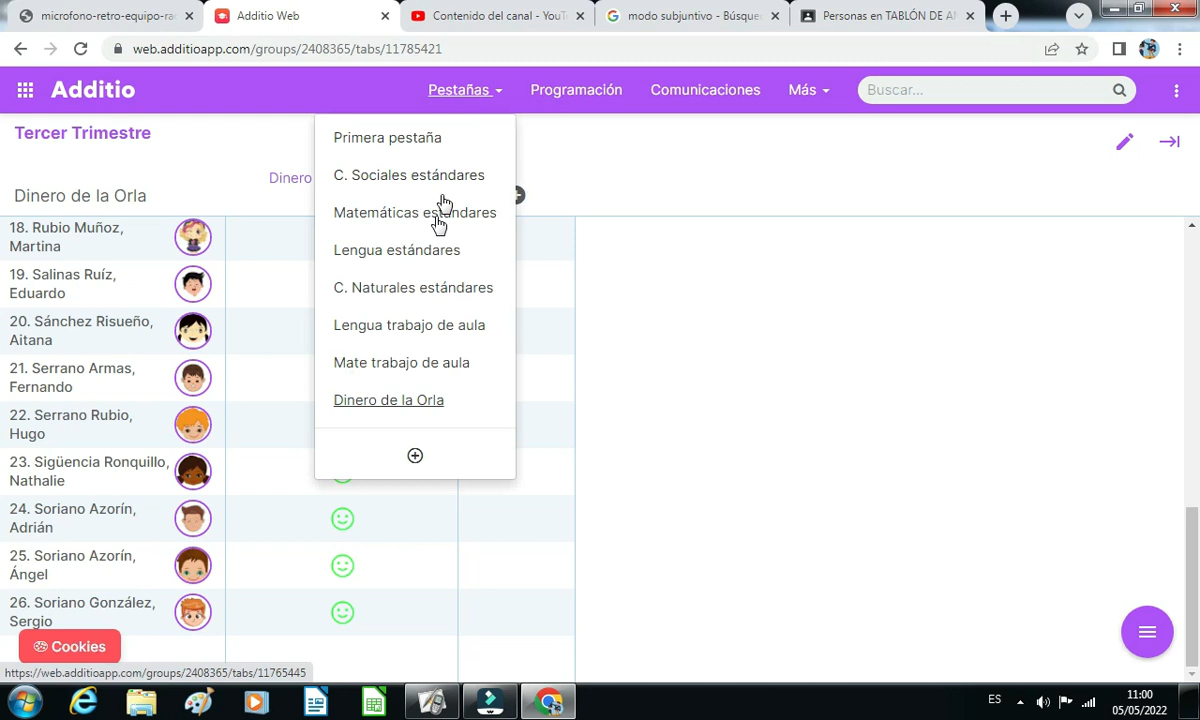 microfono-retro-equipo-ra
Additio Web
Contenido del canal - YouT
modo subjuntivo - Búsque
Personas en TABLÓN DE A
web.additioapp.com/groups/2408365/tabs/11785421
Additio
Pestañas
Programación
Comunicaciones
Más
Buscar...
Tercer Trimestre
Dinero
Dinero de la Orla
Primera pestaña
C. Sociales estándares
Matemáticas estándares
Lengua estándares
C. Naturales estándares
Lengua trabajo de aula
Mate trabajo de aula
Dinero de la Orla
18. Rubio Muñoz,
Martina
19. Salinas Ruíz,
Eduardo
20. Sánchez Risueño,
Aitana
21. Serrano Armas,
Fernando
22. Serrano Rubio,
Hugo
23. Sigüencia Ronquillo,
Nathalie
24. Soriano Azorín,
Adrián
25. Soriano Azorín,
Ángel
26. Soriano González,
Sergio
Cookies
https://web.additioapp.com/groups/2408365/tabs/11765445
ES
11:00
05/05/2022